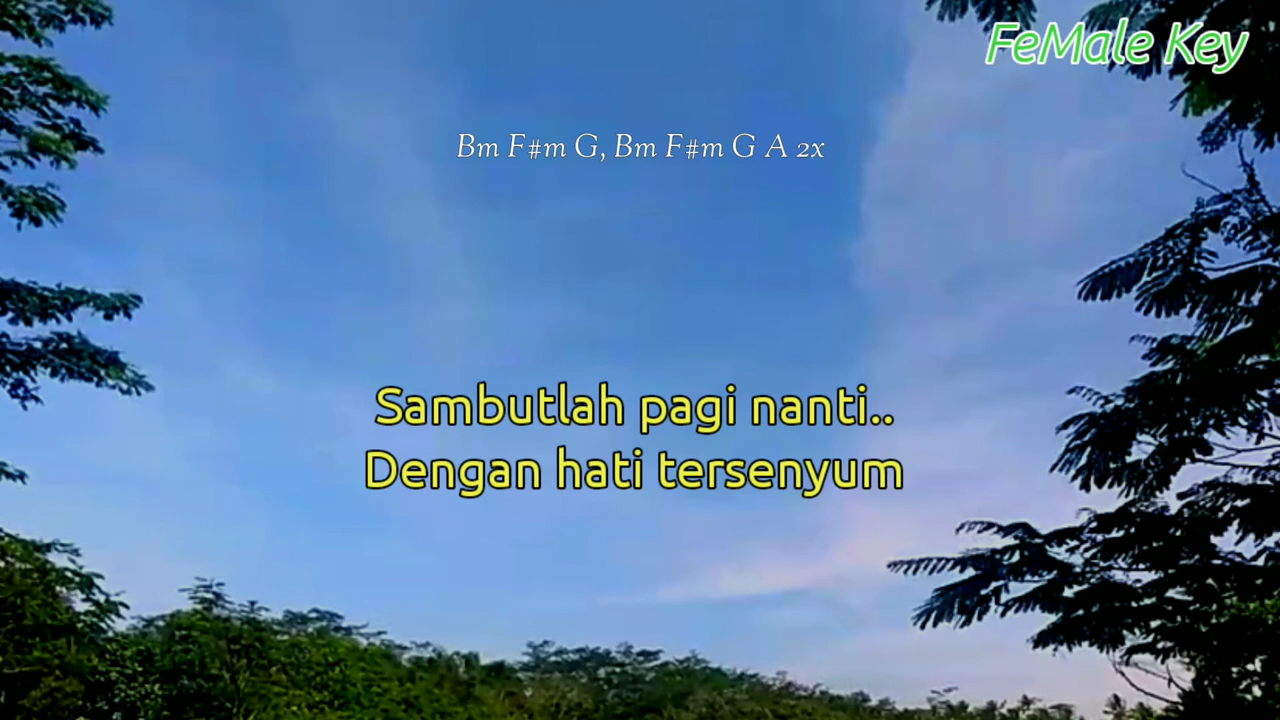 FeMale Key
Bm F#m G, Bm F#m G A 2x
Sambutlah pagi nanti..
Dengan hati tersenyum